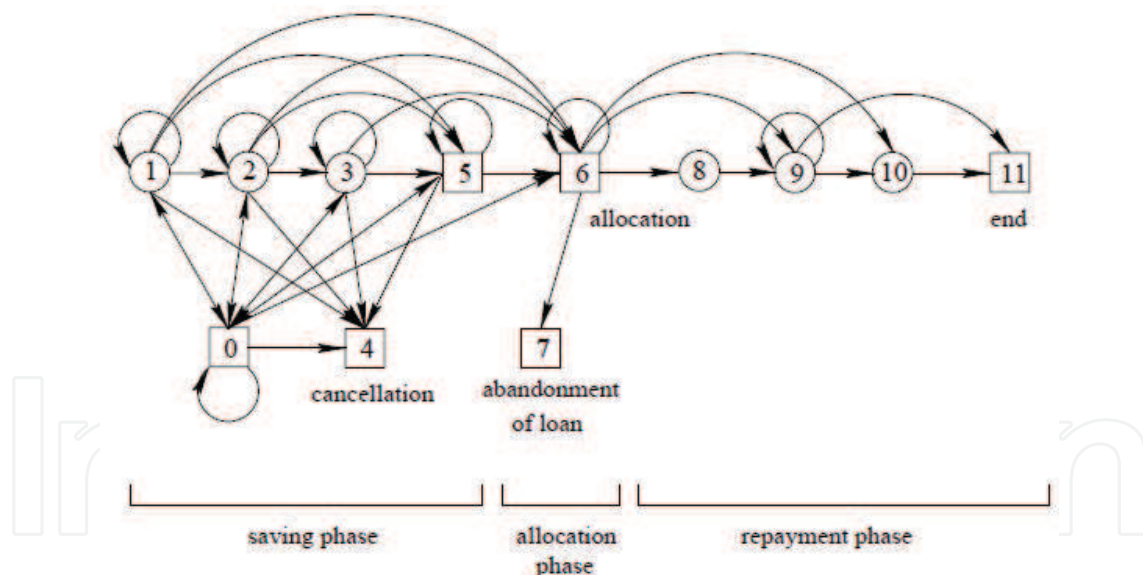 1 2 3 5 6 8 9 10 11
allocation end
0 4 7
cancellation abandonment
of loan
saving phase allocation repayment phase
phase